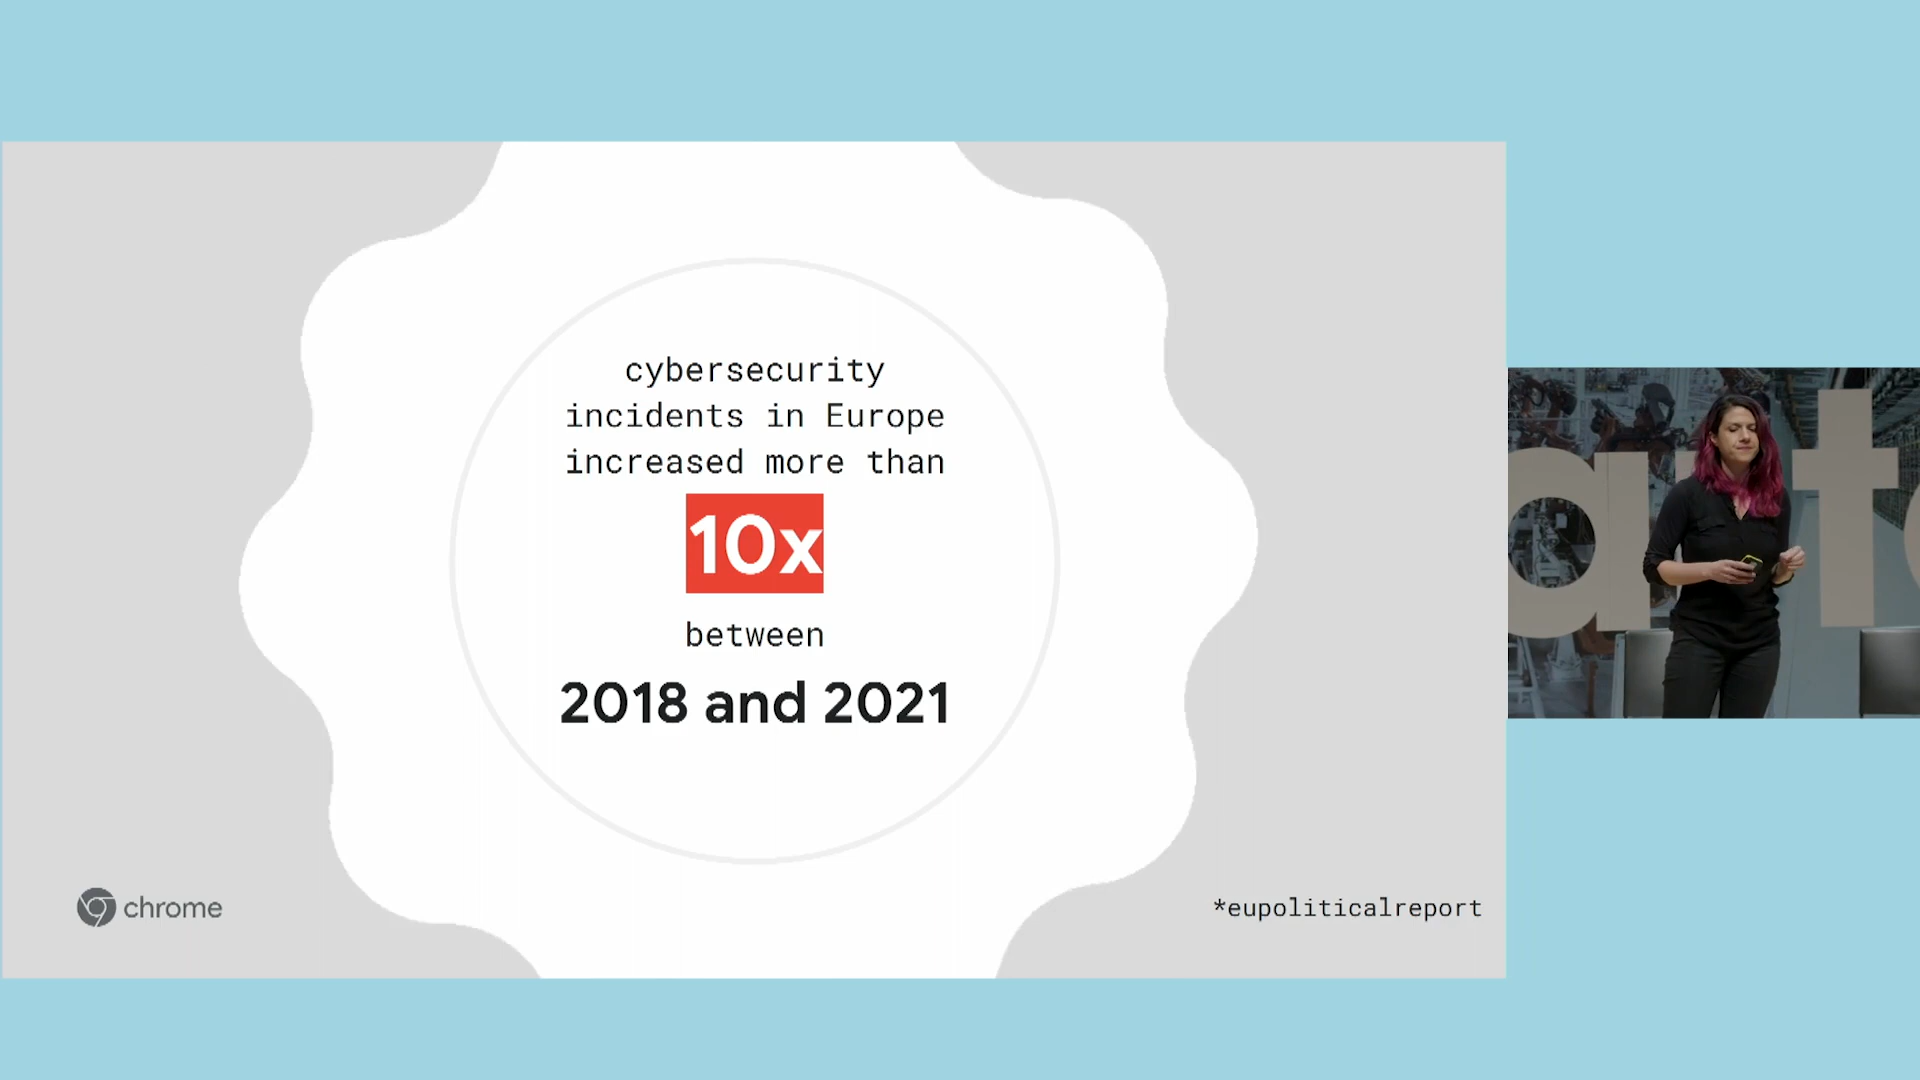 cybersecurity
incidents in Europe
increased more than
10x
between
2018 and 2021
chrome
*eupoliticalreport